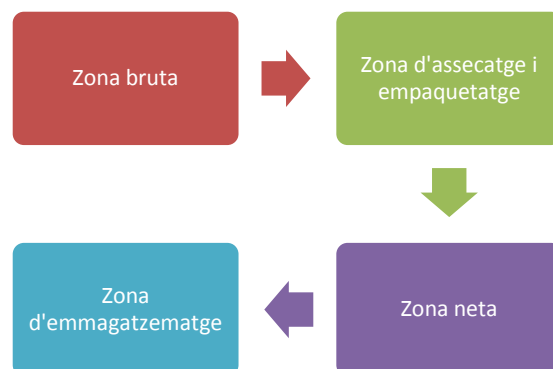 Zona bruta
Zona d'assecatge i
empaquetatge
Zona neta
Zona
d'emmagatzematge